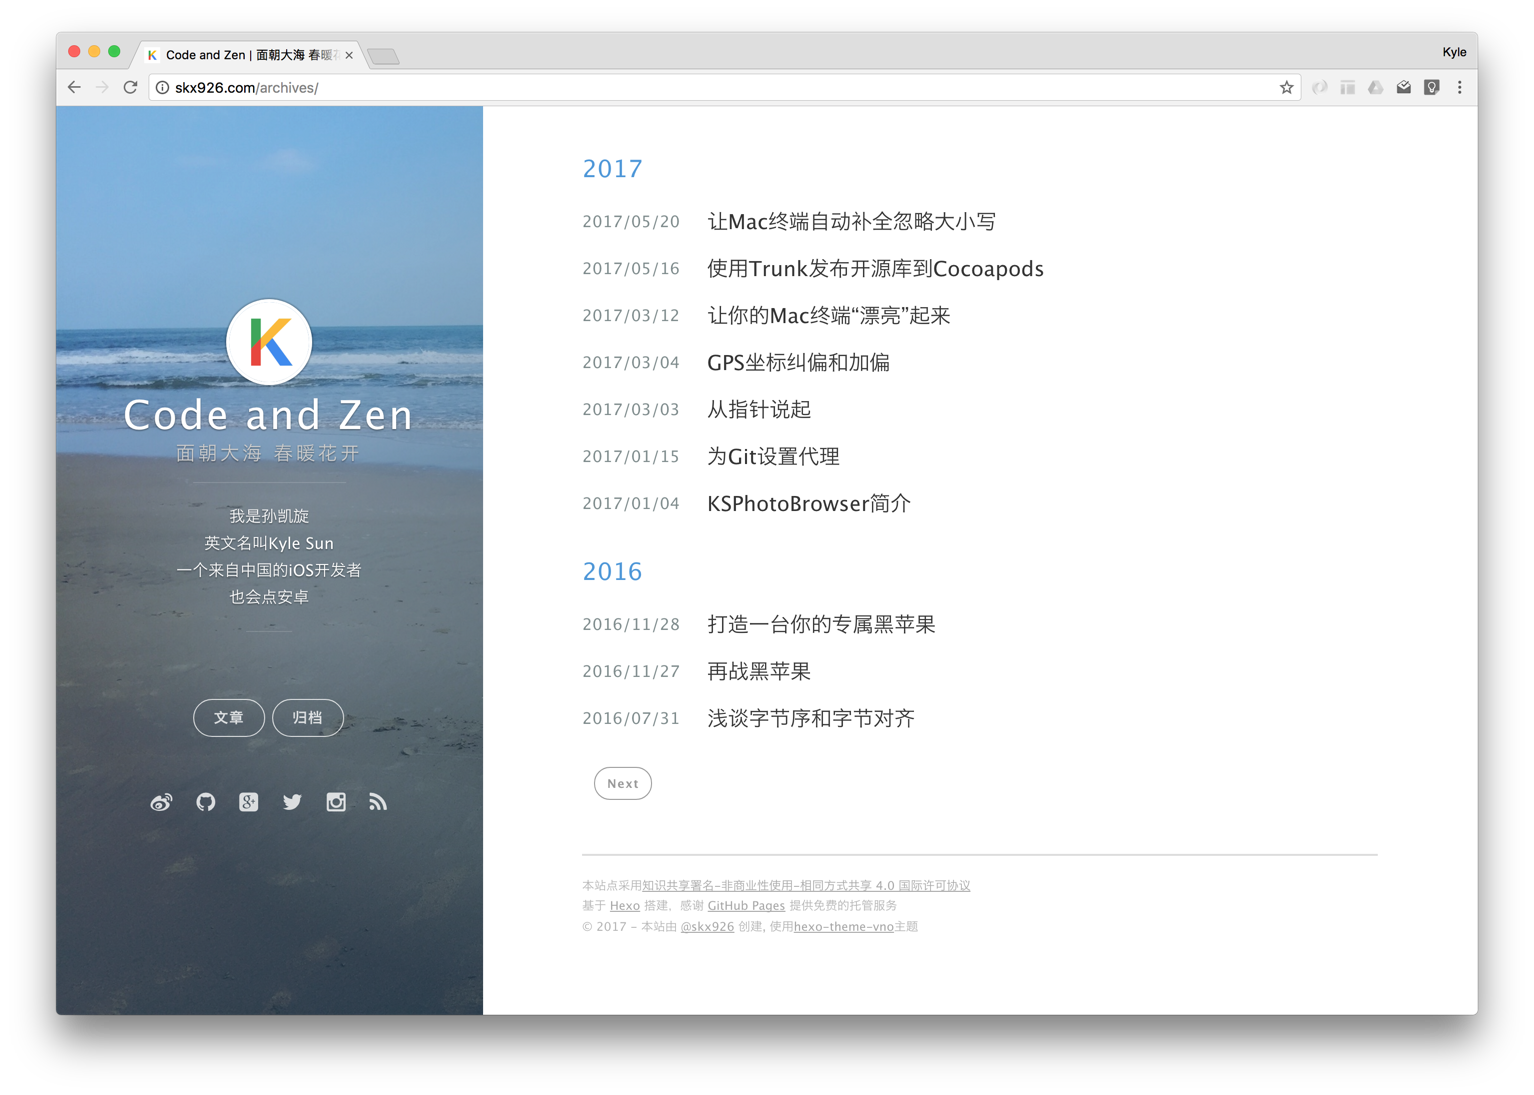 Code and Zen | 面朝大海 春暖花
Kyle
skx926.com/archives/
K
Code and Zen
面朝大海 春暖花开
我是孙凯旋
英文名叫Kyle Sun
一个来自中国的iOS开发者
也会点安卓
文章 归档
2017
2017/05/20 让Mac终端自动补全忽略大小写
2017/05/16 使用Trunk发布开源库到Cocoapods
2017/03/12 让你的Mac终端“漂亮”起来
2017/03/04 GPS坐标纠偏和加偏
2017/03/03 从指针说起
2017/01/15 为Git设置代理
2017/01/04 KSPhotoBrowser简介
2016
2016/11/28 打造一台你的专属黑苹果
2016/11/27 再战黑苹果
2016/07/31 浅谈字节序和字节对齐
Next
本站点采用知识共享署名-非商业性使用-相同方式共享 4.0 国际许可协议
基于 Hexo 搭建，感谢 GitHub Pages 提供免费的托管服务
© 2017 - 本站由 @skx926 创建, 使用hexo-theme-vno主题